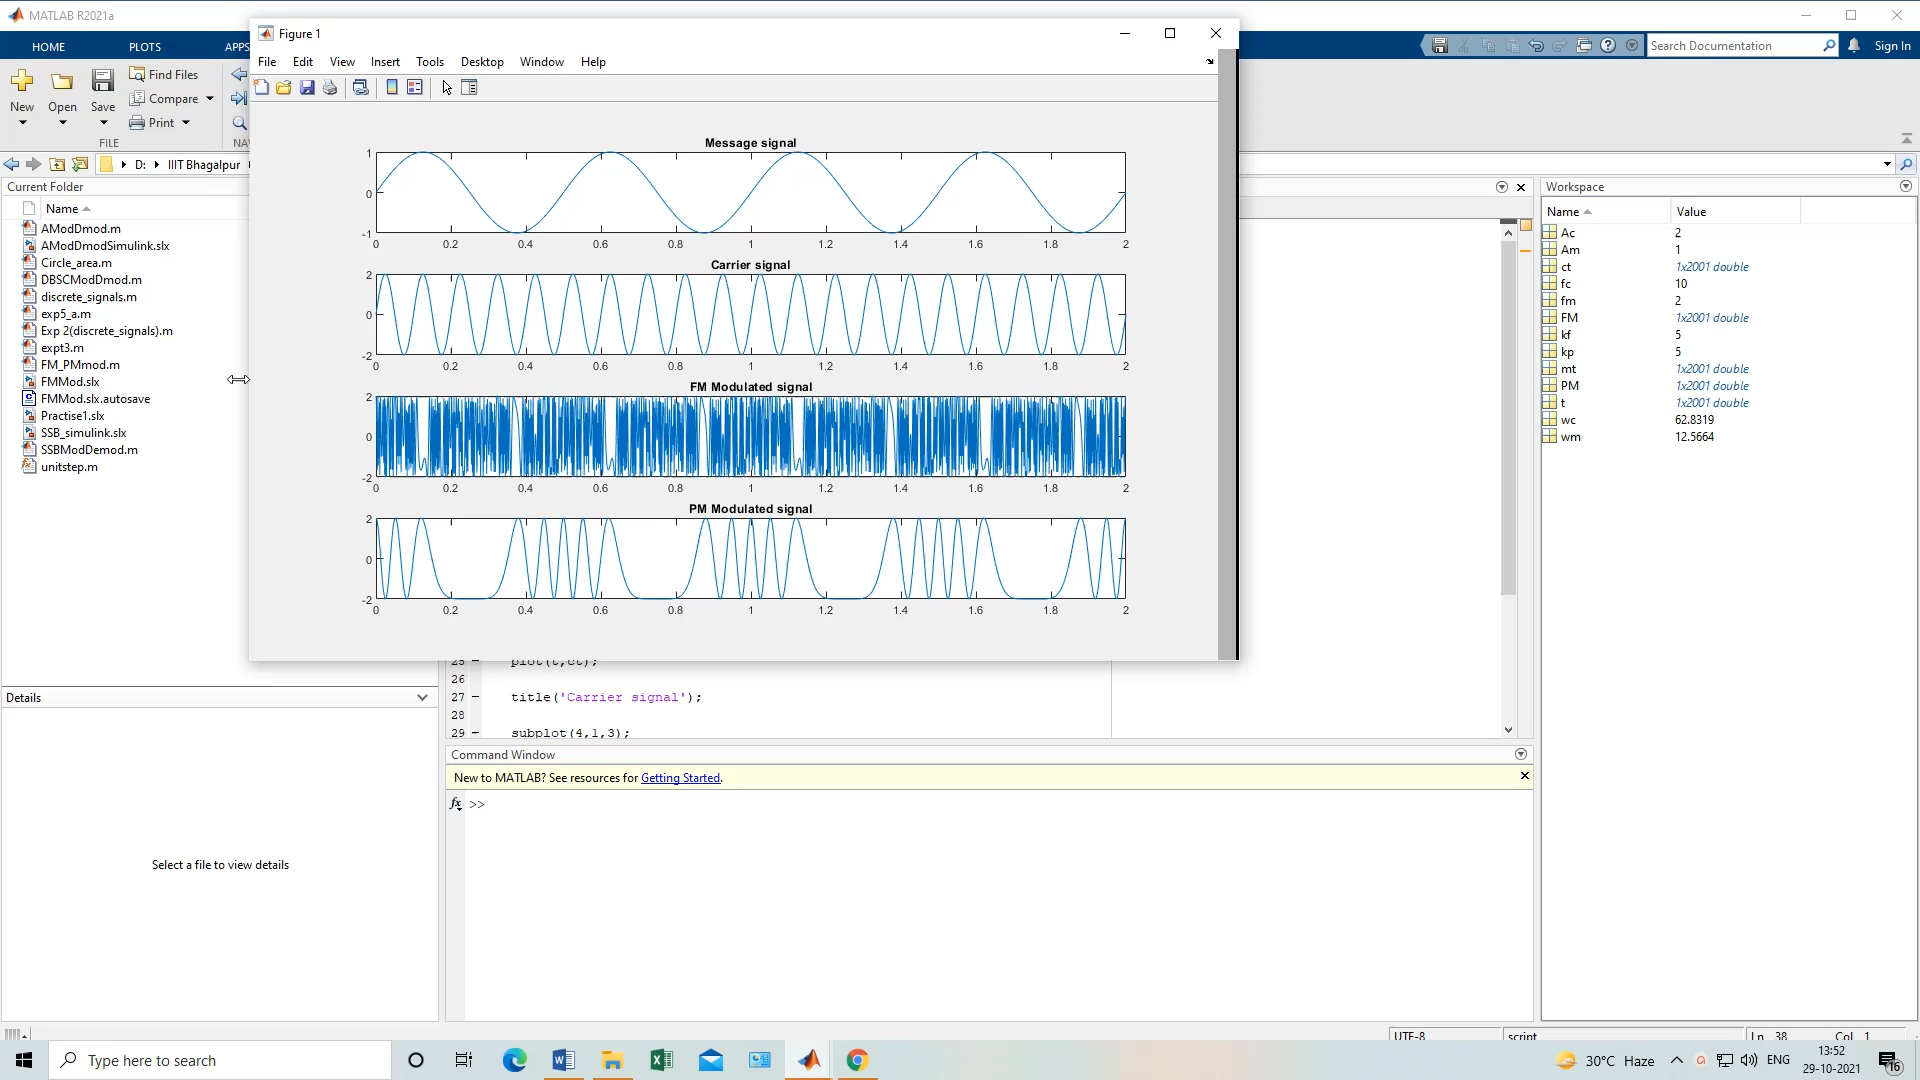 MATLAB R2021a
HOME
PLOTS
APPS
Search Documentation
Sign In
New
Open
Save
Find Files
Compare
Print
FILE
NA
D:
IIIT Bhagalpur
Current Folder
Name
AModDmod.m
AModDmodSimulink.slx
Circle_area.m
DBSCModDmod.m
discrete_signals.m
exp5_a.m
Exp 2(discrete_signals).m
expt3.m
FM_PMmod.m
FMMod.slx
FMMod.slx.autosave
Practise1.slx
SSB_simulink.slx
SSBModDemod.m
unitstep.m
Details
Select a file to view details
Figure 1
File Edit View Insert Tools Desktop Window Help
Message signal
1
0
-1
0 0.2 0.4 0.6 0.8 1 1.2 1.4 1.6 1.8 2
Carrier signal
2
0
-2
0 0.2 0.4 0.6 0.8 1 1.2 1.4 1.6 1.8 2
FM Modulated signal
2
0
-2
0 0.2 0.4 0.6 0.8 1 1.2 1.4 1.6 1.8 2
PM Modulated signal
2
0
-2
0 0.2 0.4 0.6 0.8 1 1.2 1.4 1.6 1.8 2
25 - plot(t,ct);
26
27 - title('Carrier signal');
28
29 - subplot(4,1,3);
Command Window
New to MATLAB? See resources for Getting Started.
fx >>
Workspace
Name Value
Ac 2
Am 1
ct 1x2001 double
fc 10
fm 2
FM 1x2001 double
kf 5
kp 5
mt 1x2001 double
PM 1x2001 double
t 1x2001 double
wc 62.8319
wm 12.5664
UTF-8
script
Ln 38 Col 1
Type here to search
30°C Haze
ENG
13:52
29-10-2021
16